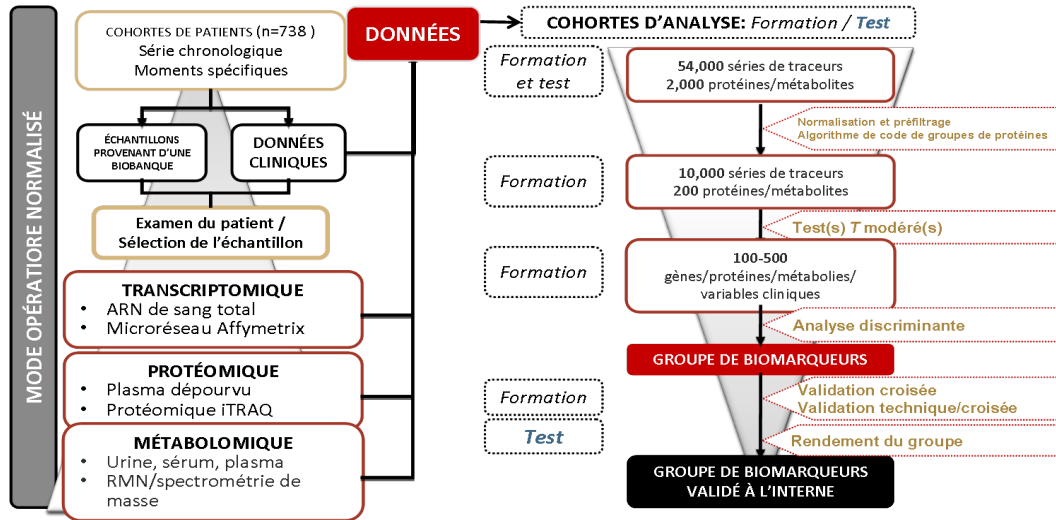 MODE OPÉRATIORE NORMALISÉ
COHORTES DE PATIENTS (n=738 )
Série chronologique
Moments spécifiques
ÉCHANTILLONS
PROVENANT D'UNE
BIOBANQUE
DONNÉES
CLINIQUES
Examen du patient /
Sélection de l'échantillon
TRANSCRIPTOMIQUE
• ARN de sang total
• Microréseau Affymetrix
PROTÉOMIQUE
• Plasma dépourvu
• Protéomique iTRAQ
MÉTABOLOMIQUE
• Urine, sérum, plasma
• RMN/spectrométrie de
masse
DONNÉES
COHORTES D'ANALYSE: Formation / Test
Formation
et test
54,000 séries de traceurs
2,000 protéines/métabolites
Normalisation et préfiltrage
Algorithme de code de groupes de protéines
Formation
10,000 séries de traceurs
200 protéines/métabolites
Test(s) T modéré(s)
Formation
100-500
gènes/protéines/métabolies/
variables cliniques
Analyse discriminante
GROUPE DE BIOMARQUEURS
Formation
Validation croisée
Validation technique/croisée
Test
Rendement du groupe
GROUPE DE BIOMARQUEURS
VALIDÉ À L'INTERNE